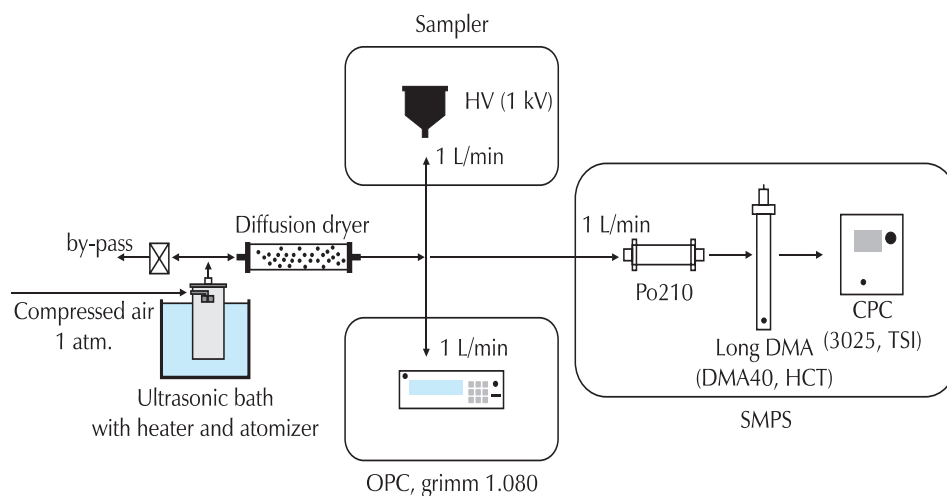 Sampler
HV (1 kV)
1 L/min
Diffusion dryer
by-pass
1 L/min
Po210
Compressed air
1 atm.
Ultrasonic bath
with heater and atomizer
1 L/min
OPC, grimm 1.080
Long DMA
(DMA40, HCT)
CPC
(3025, TSI)
SMPS